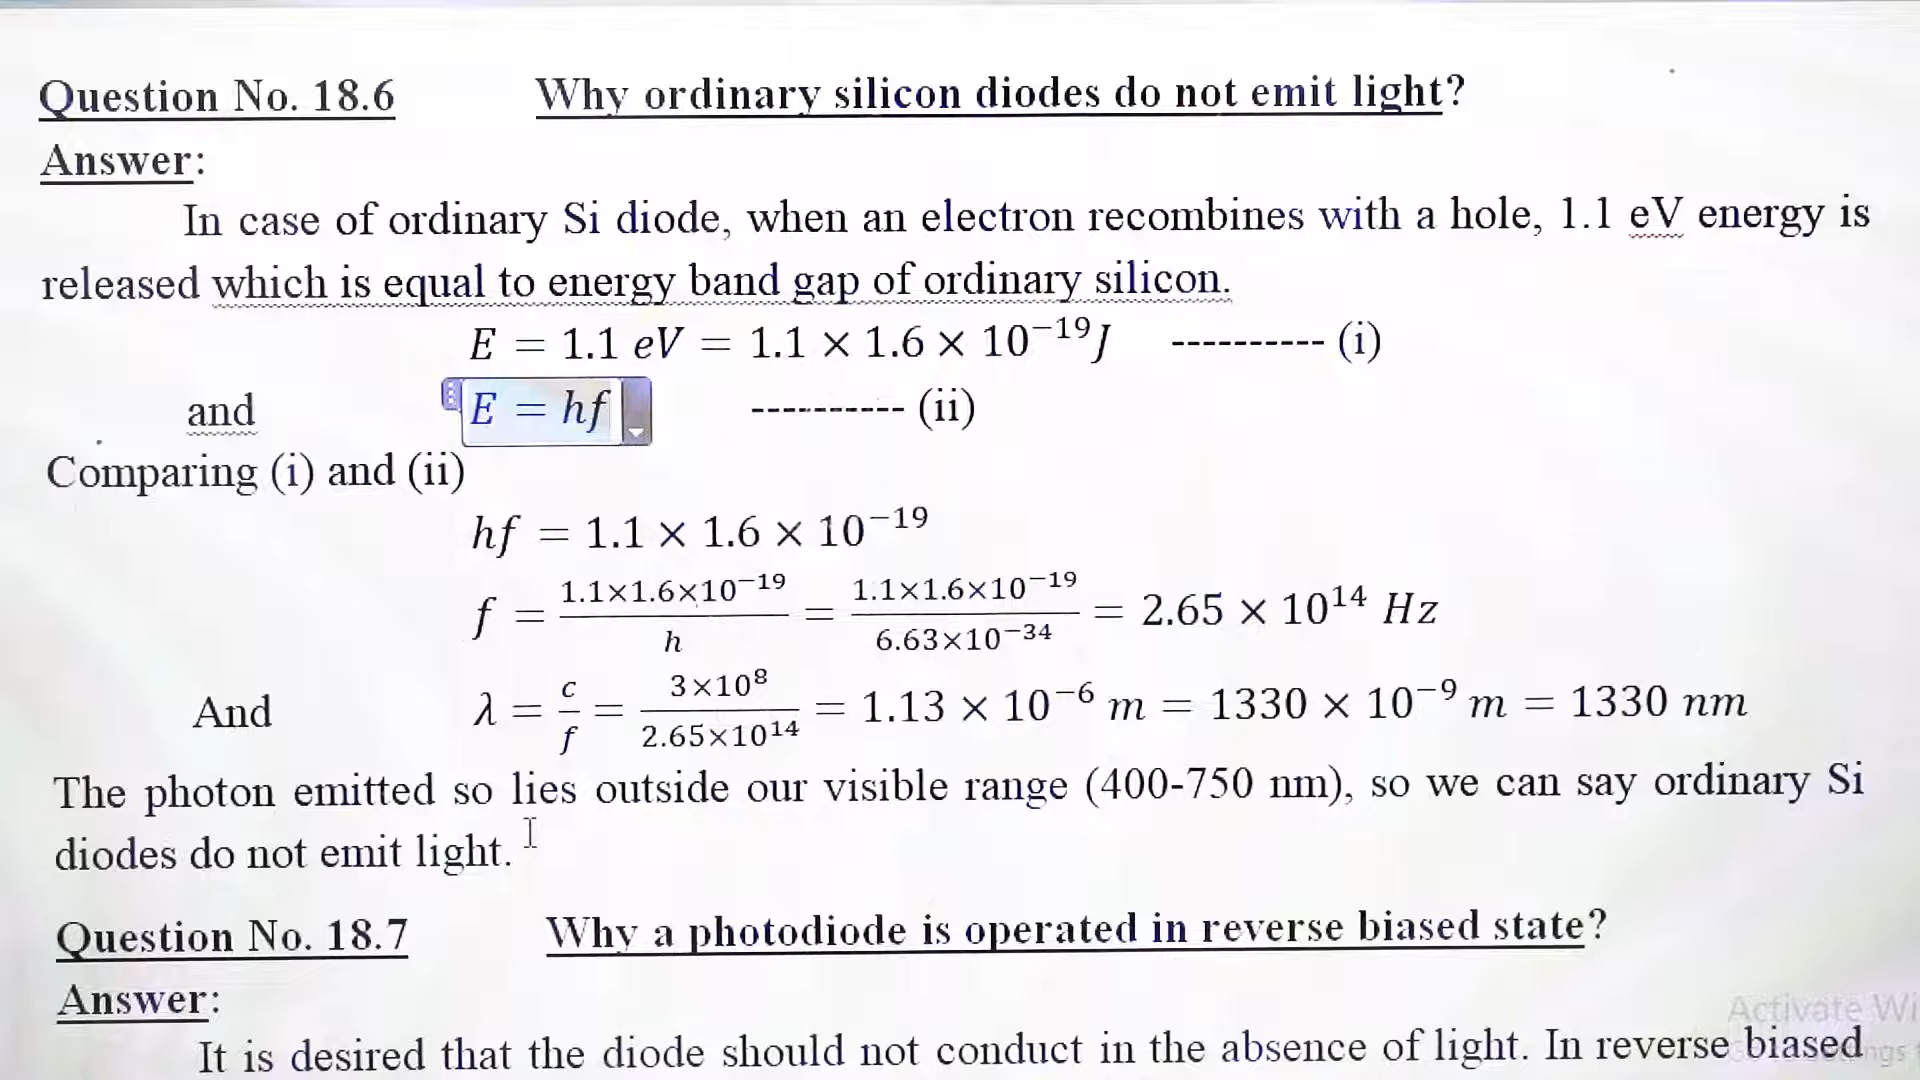 Question No. 18.6 Why ordinary silicon diodes do not emit light?
Answer:
In case of ordinary Si diode, when an electron recombines with a hole, 1.1 eV energy is
released which is equal to energy band gap of ordinary silicon.
E = 1.1 eV = 1.1 × 1.6 × 10⁻¹⁹J ---------- (i)
and E = hf ---------- (ii)
Comparing (i) and (ii)
hf = 1.1 × 1.6 × 10⁻¹⁹
f = 1.1×1.6×10⁻¹⁹/h = 1.1×1.6×10⁻¹⁹/6.63×10⁻³⁴ = 2.65 × 10¹⁴ Hz
And λ = c/f = 3×10⁸/2.65×10¹⁴ = 1.13 × 10⁻⁶ m = 1330 × 10⁻⁹ m = 1330 nm
The photon emitted so lies outside our visible range (400-750 nm), so we can say ordinary Si
diodes do not emit light.
Question No. 18.7 Why a photodiode is operated in reverse biased state?
Answer:
Activate Wi
It is desired that the diode should not conduct in the absence of light. In reverse biased